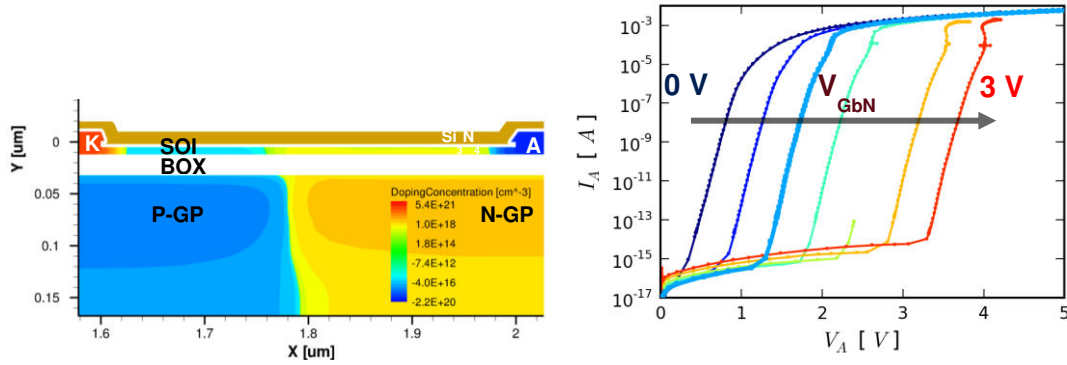 Y [um]
0
0.05
0.1
0.15
K
SOI
BOX
Si N
3 4
A
P-GP
N-GP
DopingConcentration [cm^-3]
5.4E+21
1.0E+18
1.8E+14
-7.4E+12
-4.0E+16
-2.2E+20
1.6
1.7
1.8
1.9
2
X [um]
I_A [ A ]
10^-3
10^-5
10^-7
10^-9
10^-11
10^-13
10^-15
10^-17
0 V
V_GbN
3 V
0
1
2
3
4
5
V_A [ V ]